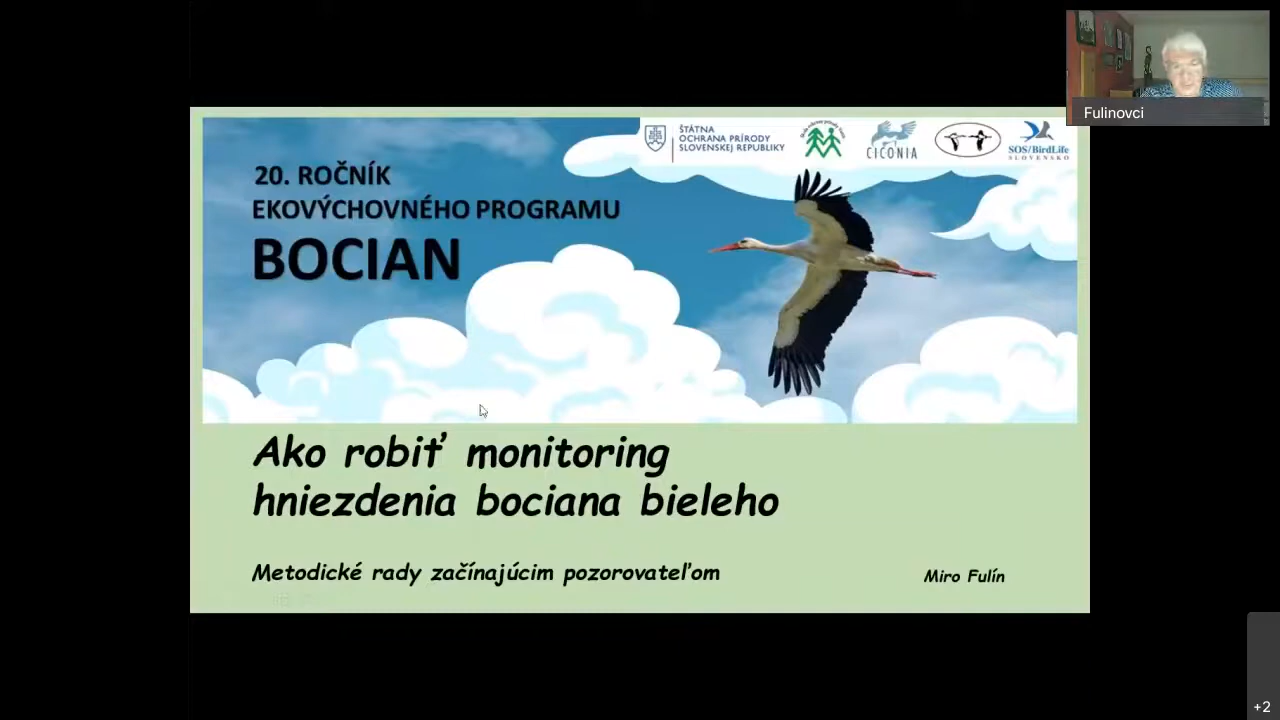 Fulinovci
ŠTÁTNA
OCHRANA PRÍRODY
SLOVENSKEJ REPUBLIKY
CICONIA
SOS/BirdLife
SLOVENSKO
20. ROČNÍK
EKOVÝCHOVNÉHO PROGRAMU
BOCIAN
Ako robiť monitoring
hniezdenia bociana bieleho
Metodické rady začínajúcim pozorovateľom
Miro Fulín
+2